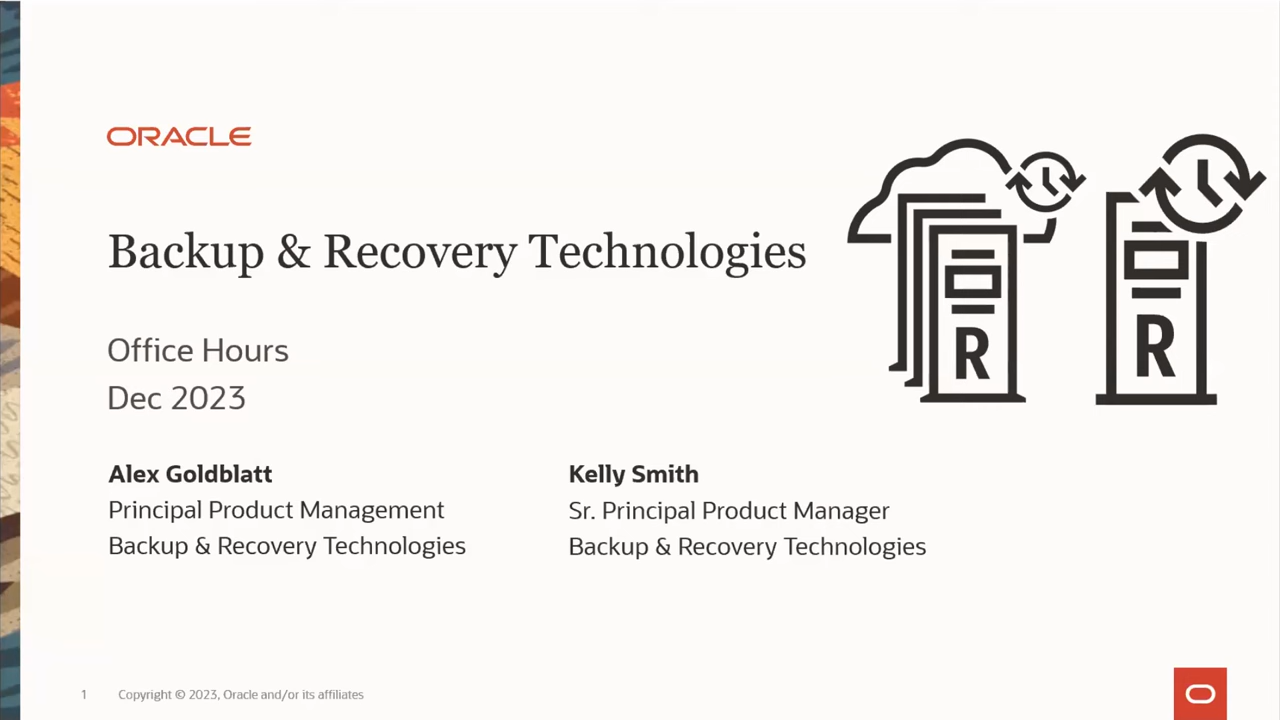 ORACLE
Backup & Recovery Technologies
Office Hours
Dec 2023
Alex Goldblatt
Principal Product Management
Backup & Recovery Technologies
Kelly Smith
Sr. Principal Product Manager
Backup & Recovery Technologies
R
R
1
Copyright © 2023, Oracle and/or its affiliates